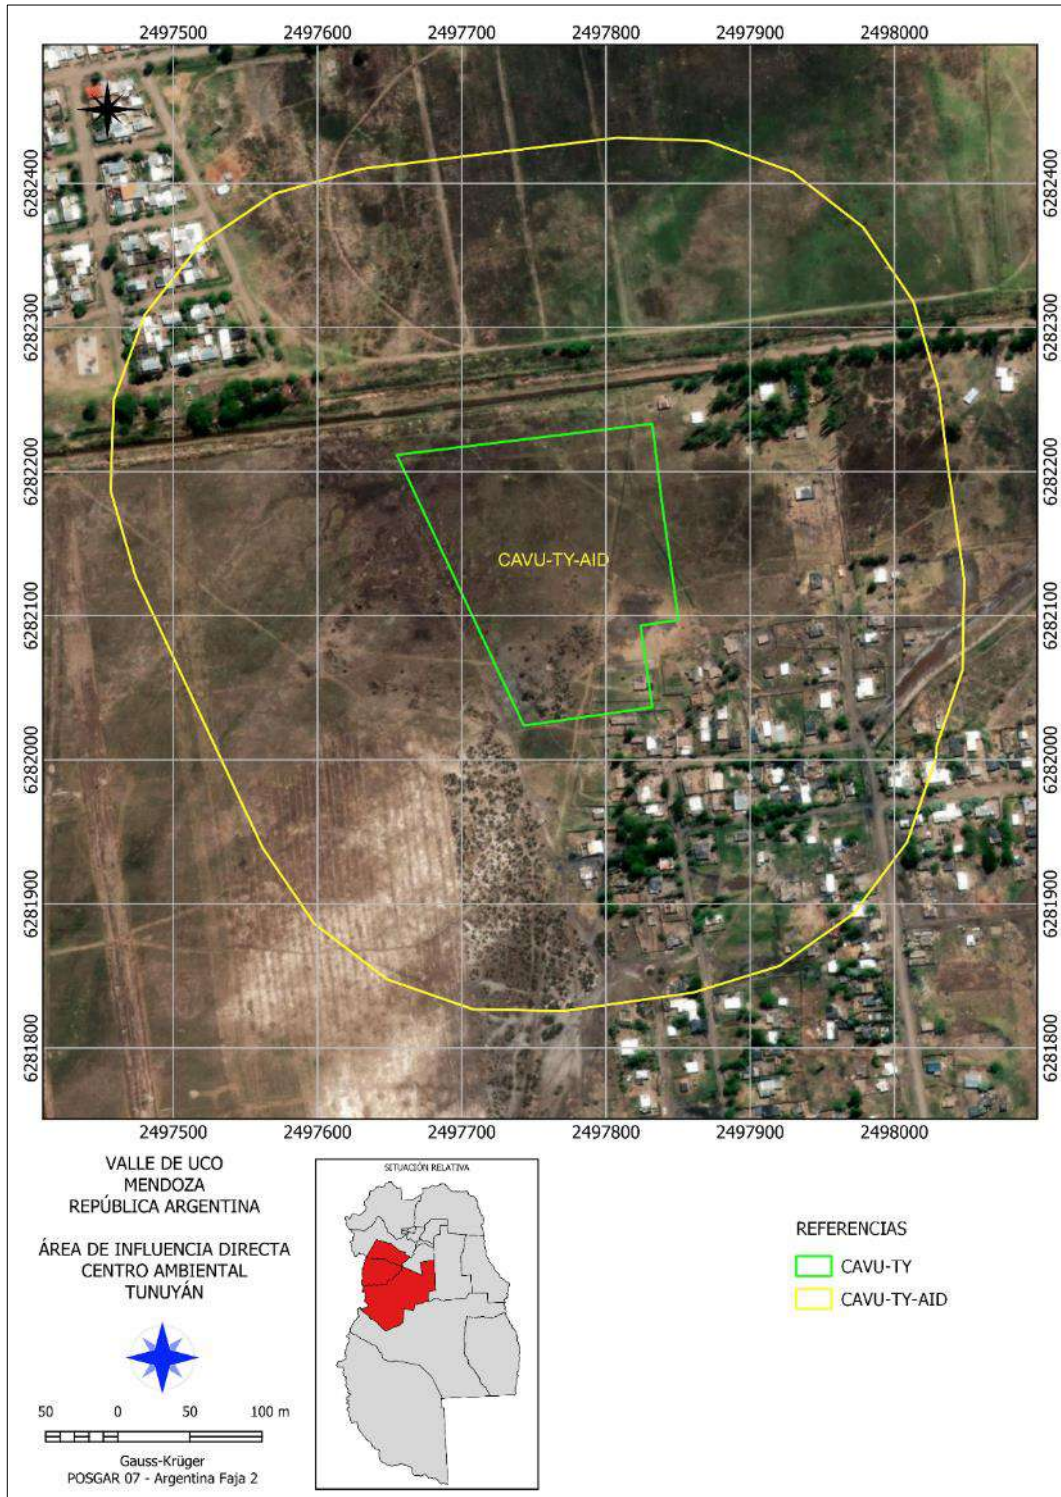 2497500 2497600 2497700 2497800 2497900 2498000
6282400 6282400
6282300 6282300
6282200 6282200
CAVU-TY-AID
6282100 6282100
6282000 6282000
6281900 6281900
6281800 6281800
2497500 2497600 2497700 2497800 2497900 2498000
VALLE DE UCO
MENDOZA
REPÚBLICA ARGENTINA
ÁREA DE INFLUENCIA DIRECTA
CENTRO AMBIENTAL
TUNUYÁN
50 0 50 100 m
Gauss-Krüger
POSGAR 07 - Argentina Faja 2
SITUACIÓN RELATIVA
REFERENCIAS
CAVU-TY
CAVU-TY-AID